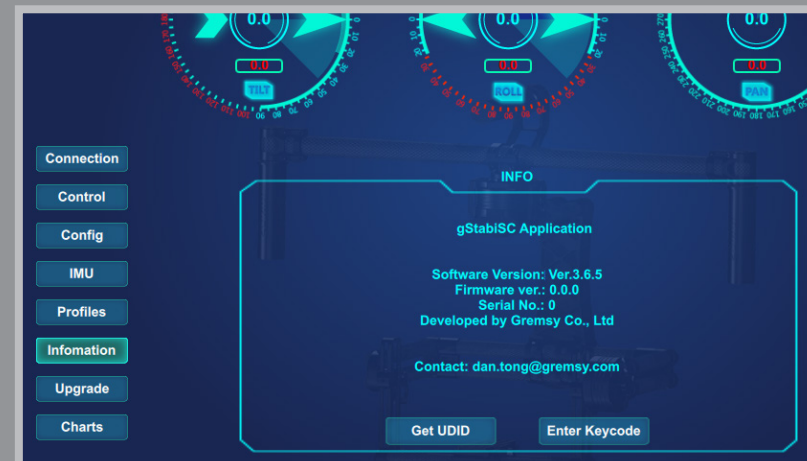 0.0
0.0
0.0
0.0
0.0
0.0
TILT
ROLL
PAN
Connection
Control
Config
IMU
Profiles
Infomation
Upgrade
Charts
INFO
gStabiSC Application
Software Version: Ver.3.6.5
Firmware ver.: 0.0.0
Serial No.: 0
Developed by Gremsy Co., Ltd
Contact: dan.tong@gremsy.com
Get UDID
Enter Keycode